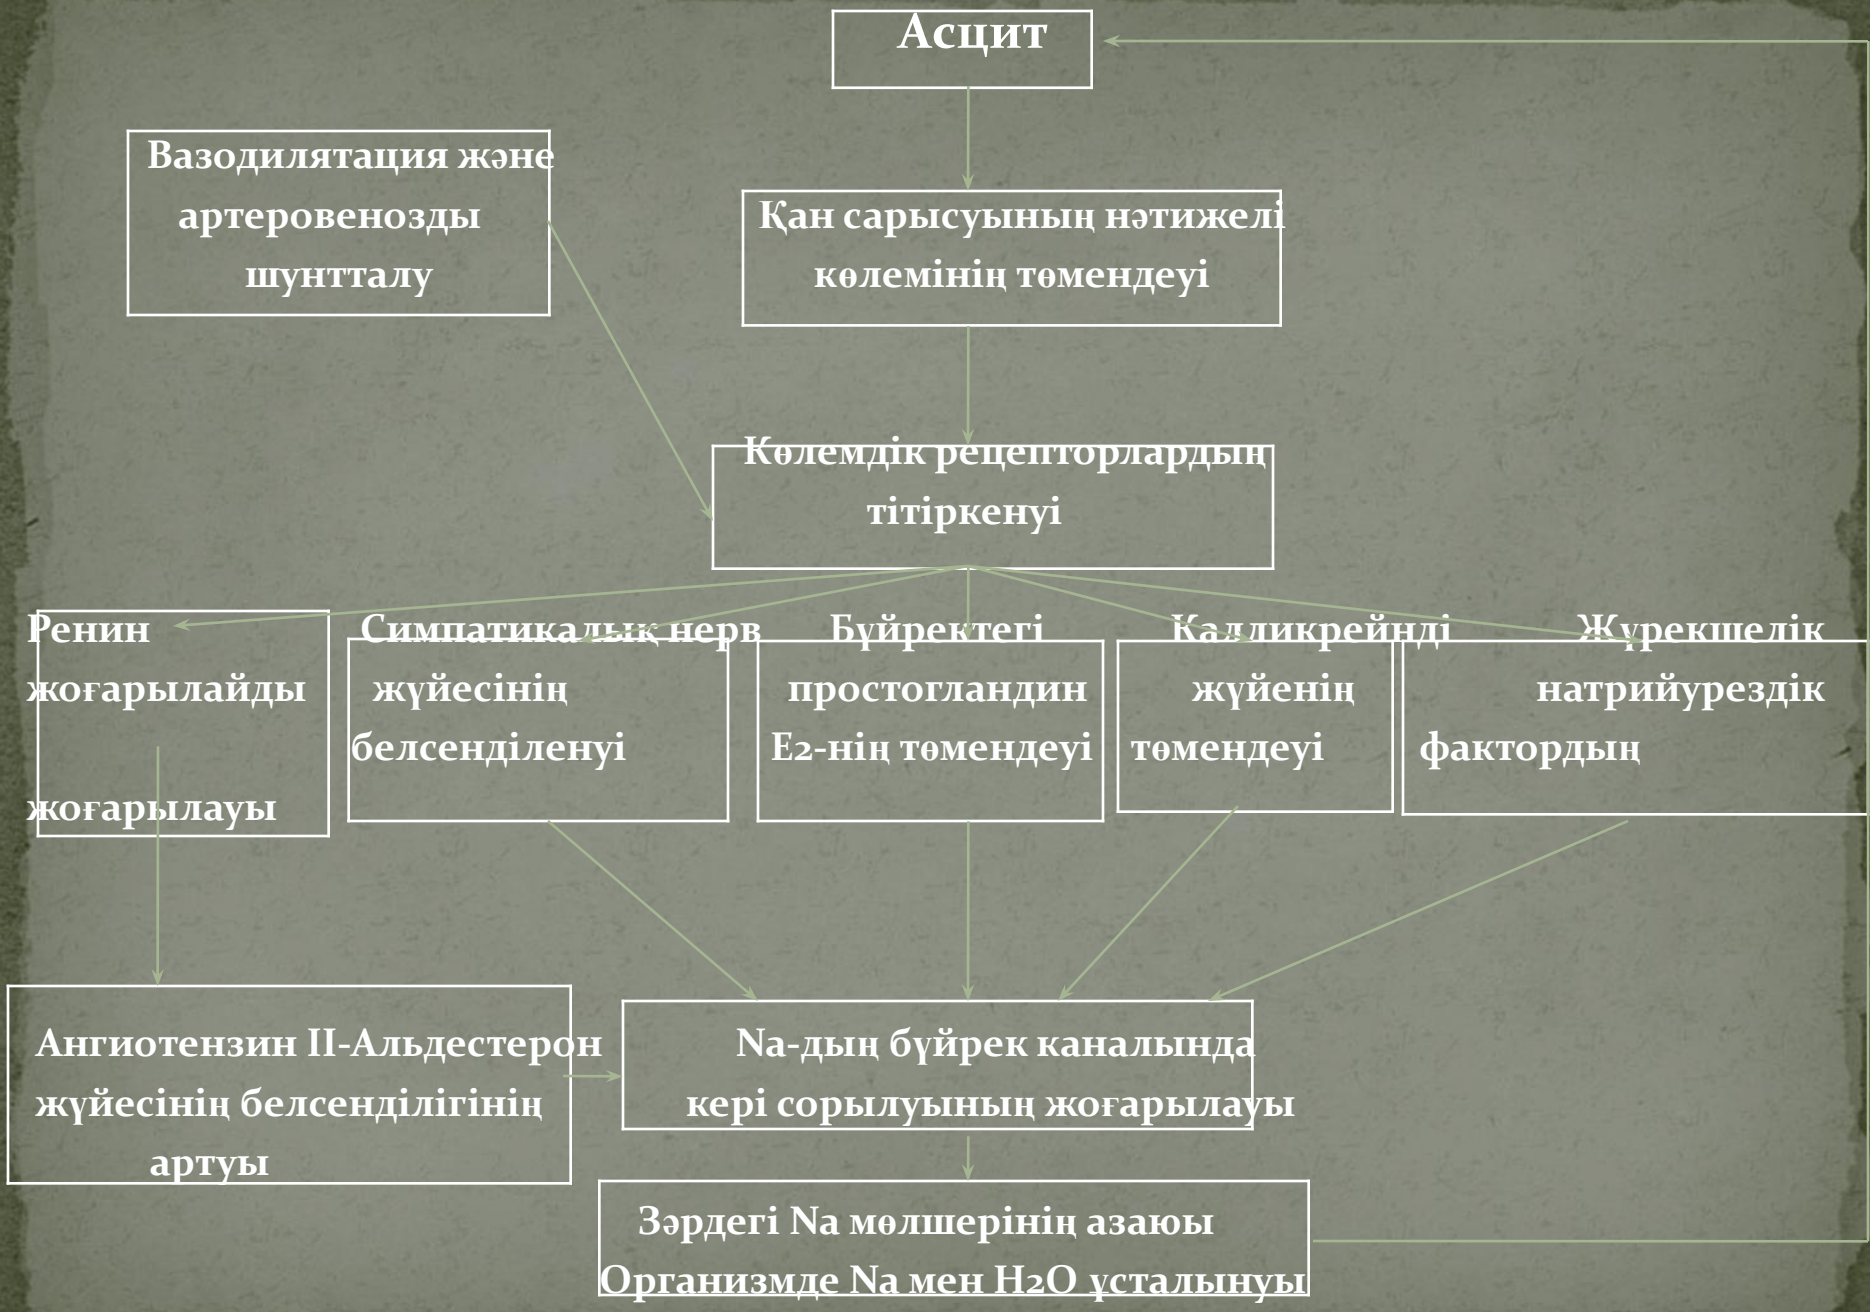 Асцит
Вазодилятация және
артеровенозды
шунтталу
Қан сарысуының нәтижелі
көлемінің төмендеуі
Көлемдік рецепторлардың
тітіркенуі
Ренин
жоғарылайды
жоғарылауы
Симпатикалық нерв
жүйесінің
белсенділенуі
Бүйректегі
простогландин
Е2-нің төмендеуі
Калликрейнді
жүйенің
төмендеуі
Жүрекшелік
натрийурездік
фактордың
Ангиотензин II-Альдестерон
жүйесінің белсенділігінің
артуы
Na-дың бүйрек каналында
кері сорылуының жоғарылауы
Зәрдегі Na мөлшерінің азаюы
Организмде Na мен H2O ұсталынуы